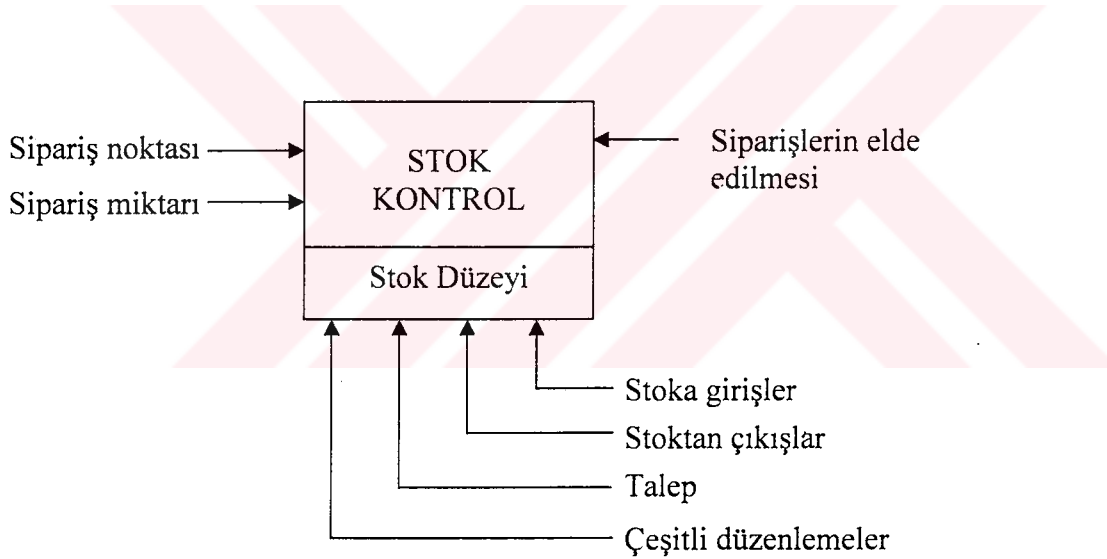 Sipariş noktası
Sipariş miktarı
STOK
KONTROL
Stok Düzeyi
Siparişlerin elde
edilmesi
Stoka girişler
Stoktan çıkışlar
Talep
Çeşitli düzenlemeler